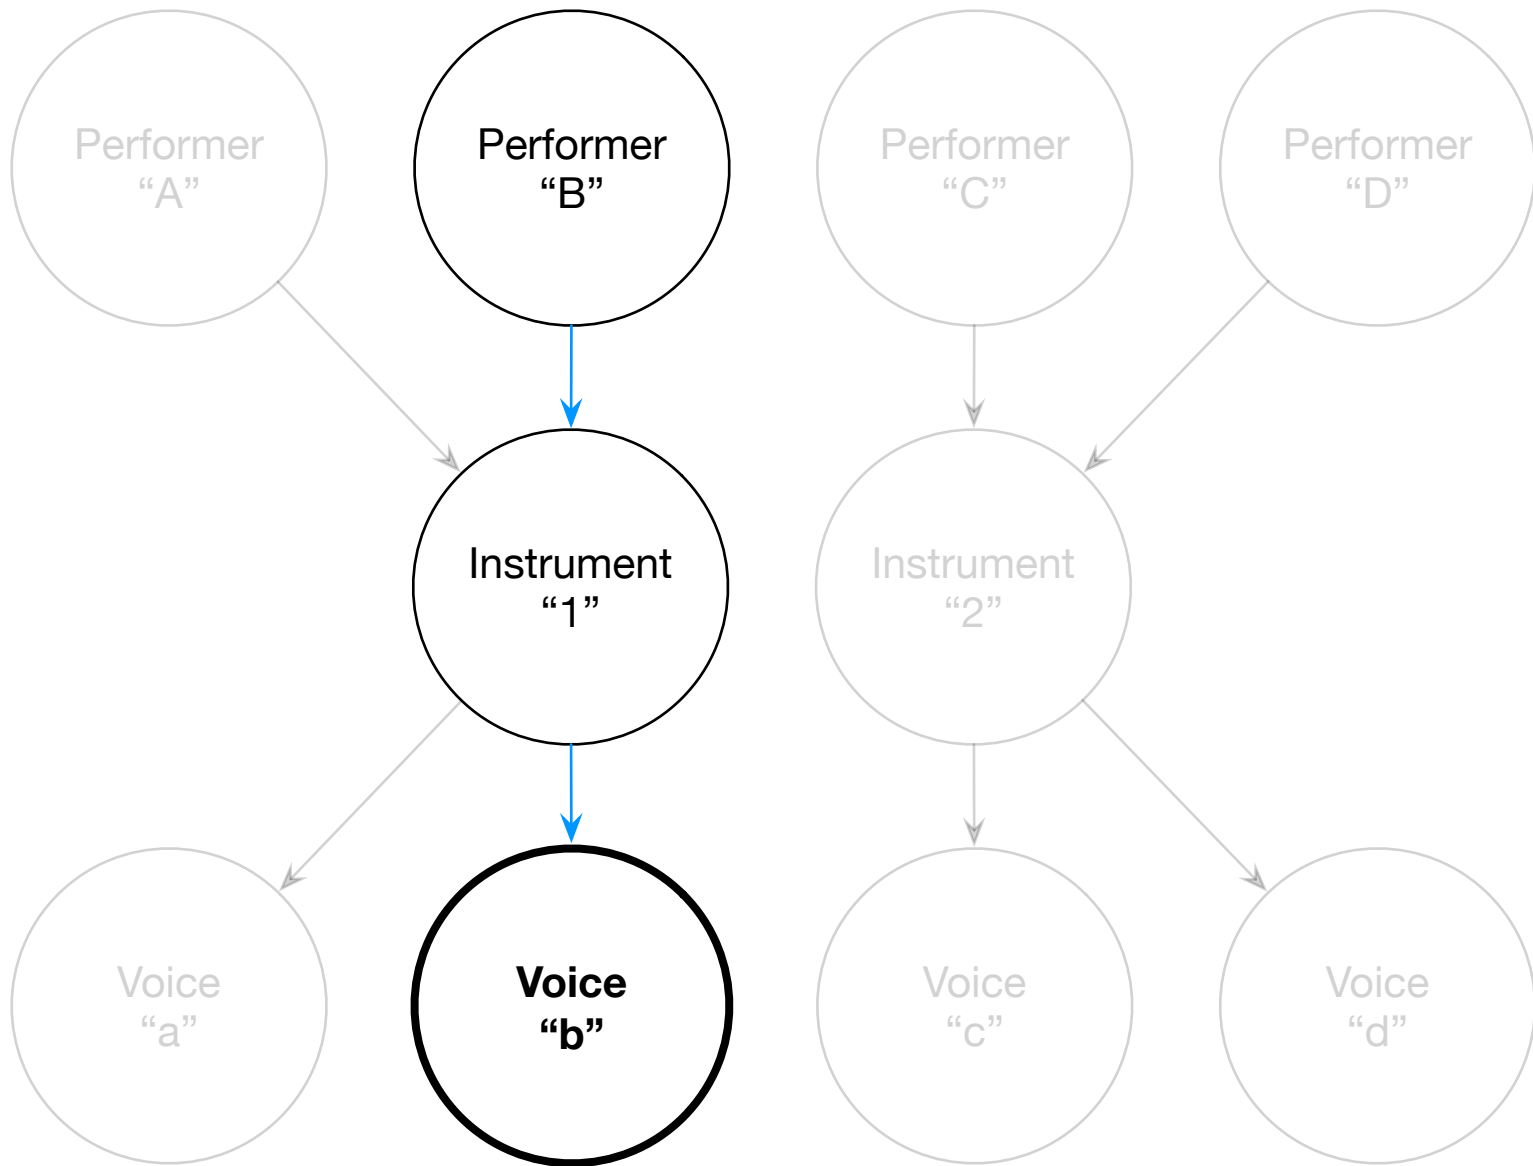 Performer
“A”
Performer
“B”
Performer
“C”
Performer
“D”
Instrument
“1”
Instrument
“2”
Voice
“a”
Voice
“b”
Voice
“c”
Voice
“d”